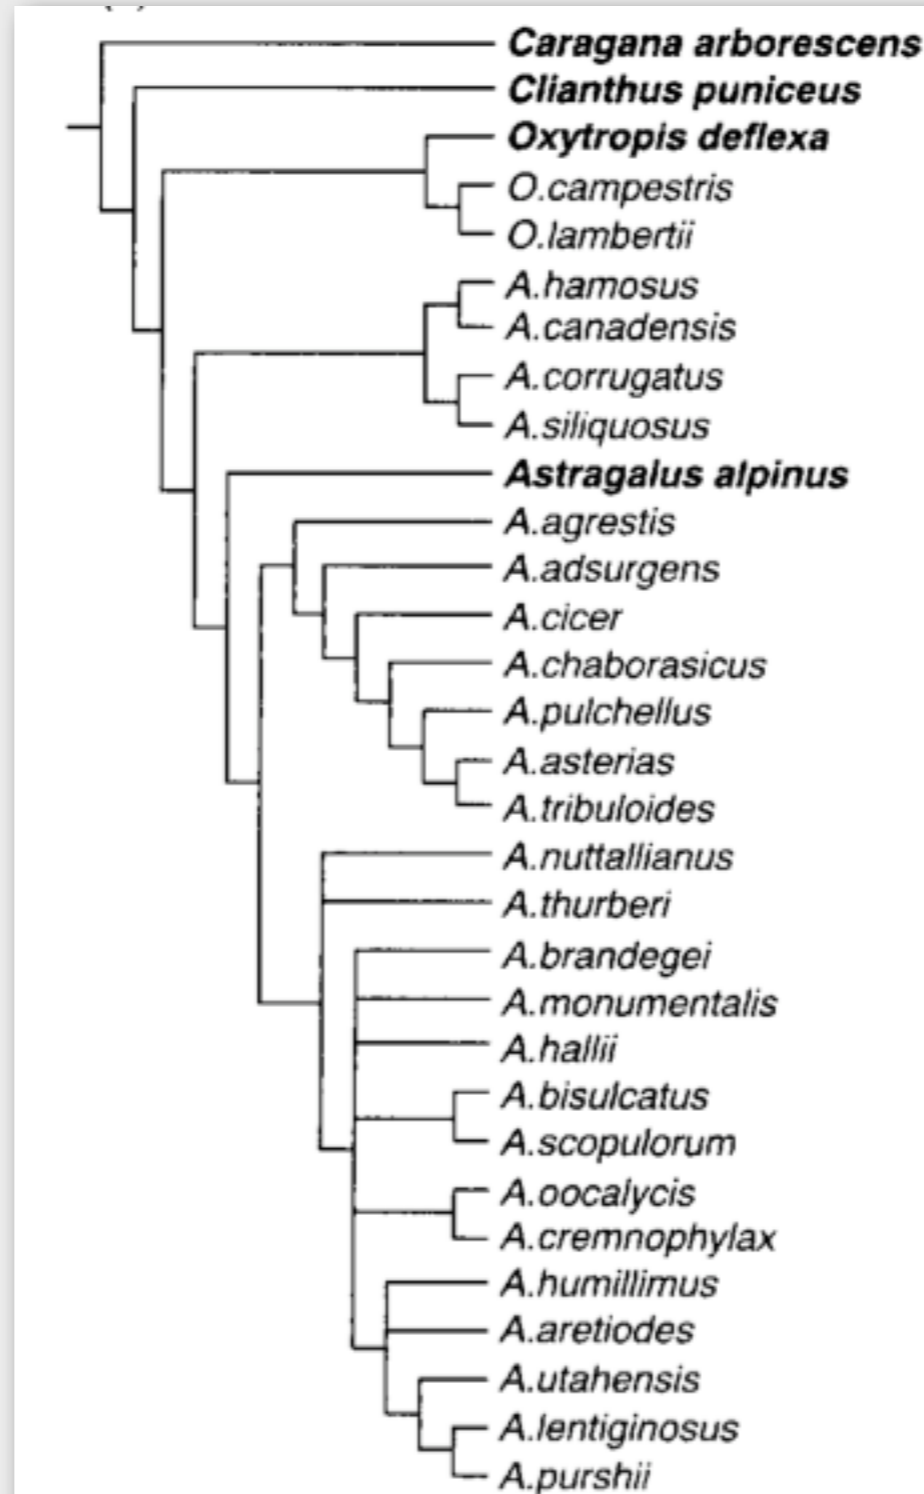 Caragana arborescens
Clianthus puniceus
Oxytropis deflexa
O.campestris
O.lambertii
A.hamosus
A.canadensis
A.corrugatus
A.siliquosus
Astragalus alpinus
A.agrestis
A.adsurgens
A.cicer
A.chaborasicus
A.pulchellus
A.asterias
A.tribuloides
A.nuttallianus
A.thurberi
A.brandegei
A.monumentalis
A.hallii
A.bisulcatus
A.scopulorum
A.oocalycis
A.cremnophylax
A.humillimus
A.aretiodes
A.utahensis
A.lentiginosus
A.purshii